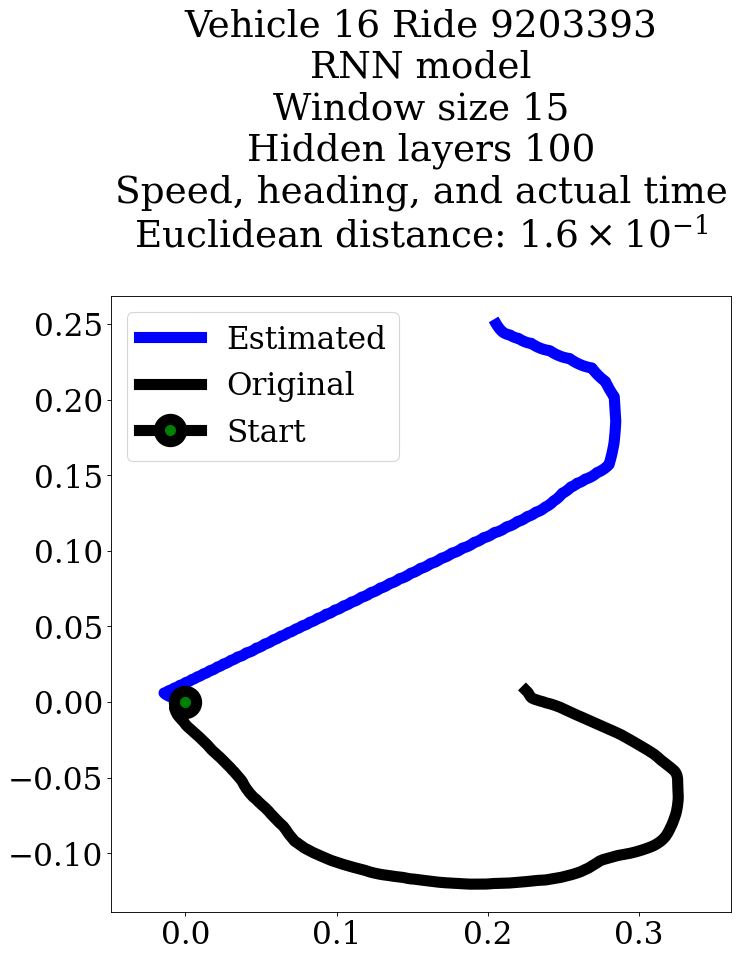 Vehicle 16 Ride 9203393
RNN model
Window size 15
Hidden layers 100
Speed, heading, and actual time
Euclidean distance: 1.6 × 10⁻¹
Estimated
Original
Start
0.25
0.20
0.15
0.10
0.05
0.00
−0.05
−0.10
0.0 0.1 0.2 0.3